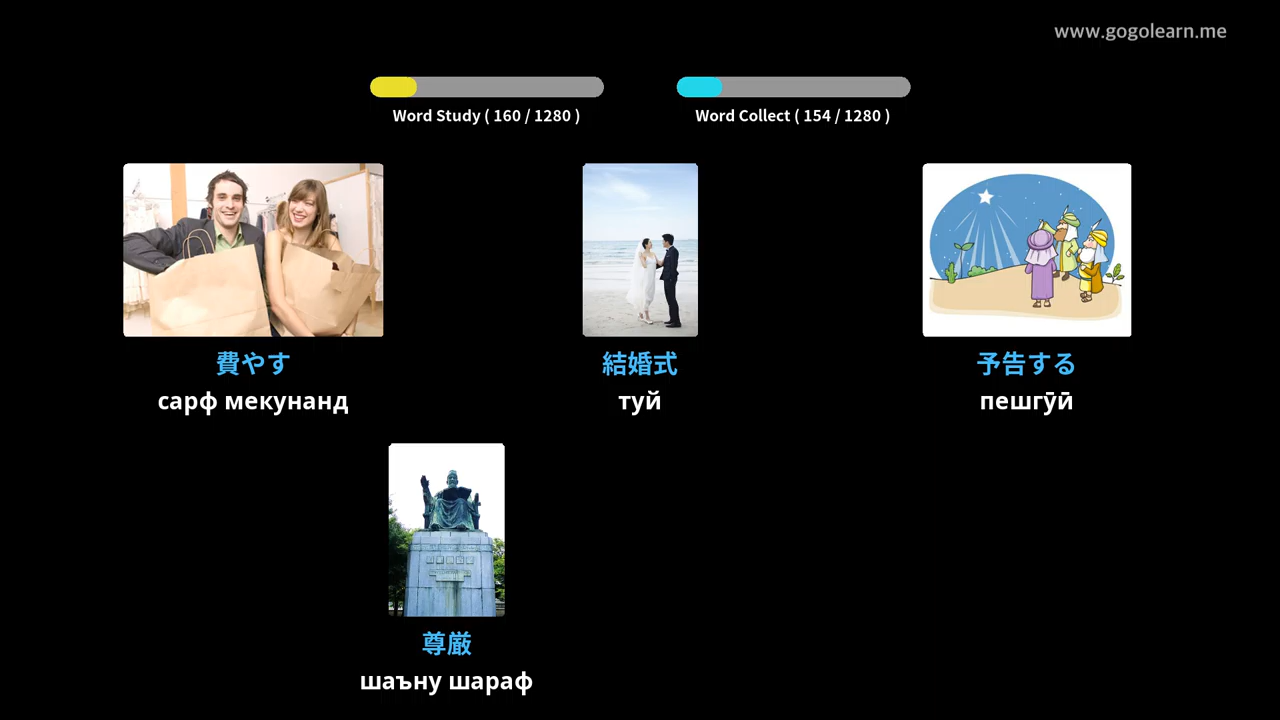 www.gogolearn.me
Word Study ( 160 / 1280 )
Word Collect ( 154 / 1280 )
費やす
сарф мекунанд
結婚式
туй
予告する
пешгӯӣ
尊厳
шаъну шараф